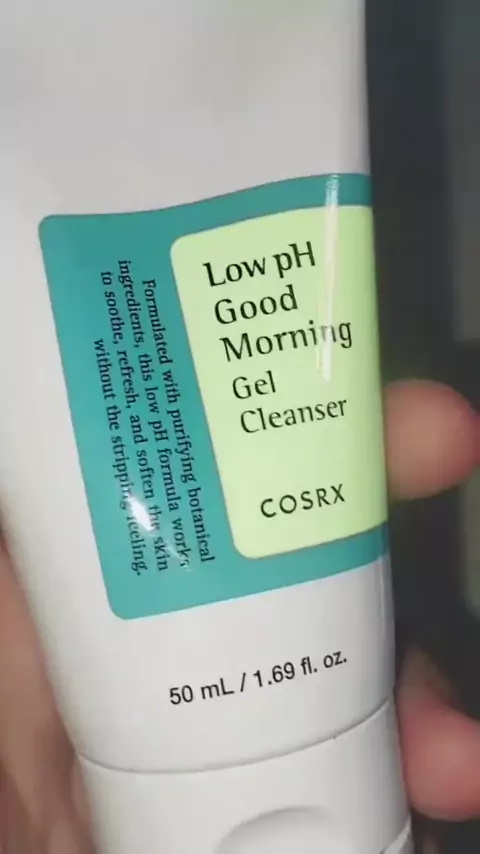 Low pH
Good
Morning
Gel
Cleanser
COSRX
Formulated with purifying botanical
ingredients, this low pH formula works
to soothe, refresh, and soften the skin
without the stripping feeling.
50 mL / 1.69 fl. oz.